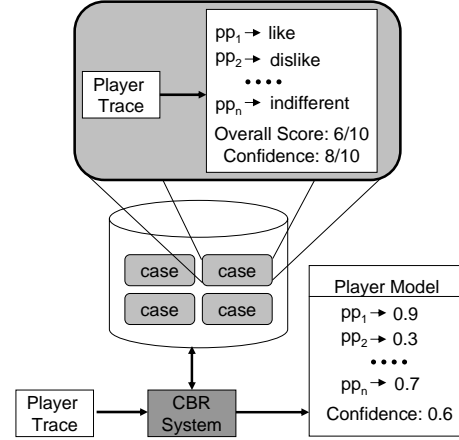 Player Trace
pp1 → like
pp2 → dislike
••••
ppn → indifferent
Overall Score: 6/10
Confidence: 8/10
case case
case case
Player Model
pp1 → 0.9
pp2 → 0.3
••••
ppn → 0.7
Confidence: 0.6
Player Trace
CBR System